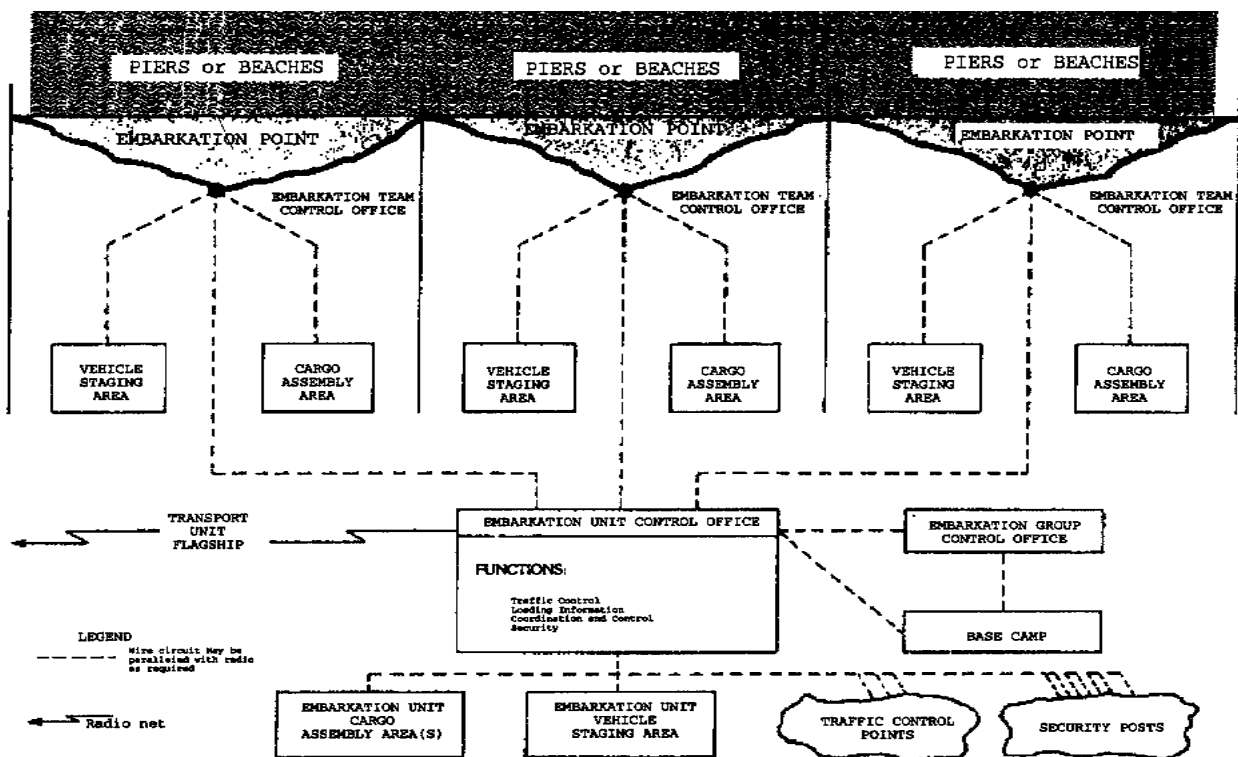 PIERS or BEACHES
PIERS or BEACHES
PIERS or BEACHES
EMBARKATION POINT
EMBARKATION POINT
EMBARKATION POINT
EMBARKATION TEAM
CONTROL OFFICE
EMBARKATION TEAM
CONTROL OFFICE
EMBARKATION TEAM
CONTROL OFFICE
VEHICLE
STAGING
AREA
CARGO
ASSEMBLY
AREA
VEHICLE
STAGING
AREA
CARGO
ASSEMBLY
AREA
VEHICLE
STAGING
AREA
CARGO
ASSEMBLY
AREA
TRANSPORT
UNIT
FLAGSHIP
EMBARKATION UNIT CONTROL OFFICE
FUNCTIONS:
Traffic Control
Loading Information
Coordination and Control
Security
EMBARKATION GROUP
CONTROL OFFICE
BASE CAMP
LEGEND
Wire circuit May be
paralleled with radio
as required
Radio net
EMBARKATION UNIT
CARGO
ASSEMBLY AREA(S)
EMBARKATION UNIT
VEHICLE
STAGING AREA
TRAFFIC CONTROL
POINTS
SECURITY POSTS